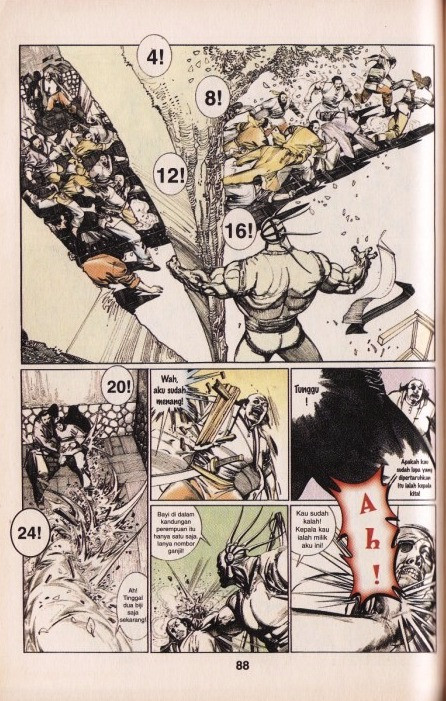 4!
8!
12!
16!
20!
24!
Ah!
Tinggal
dua biji
saja
sekarang!
Wah,
aku sudah
menang!
Tunggu
!
Apakah kau
sudah lupa yang
dipertaruhkan
itu ialah kepala
kita!
Bayi di dalam
kandungan
perempuan itu
hanya satu saja,
ianya nombor
ganjil!
Kau sudah
kalah!
Kepala kau
ialah milik
aku ini!
Ah!
88